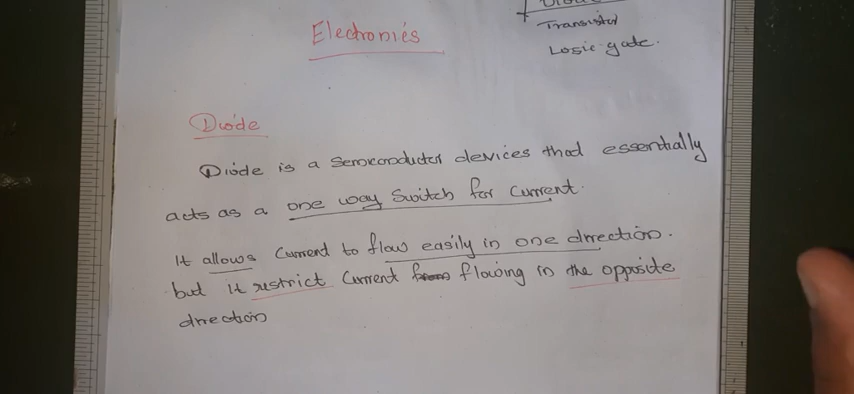 Electronics
Transistor
Logic gate.
Diode
Diode is a Semiconductor devices that essentially
acts as a one way Switch for Current.
It allows Current to flow easily in one direction.
but it restrict Current flowing in the opposite
direction